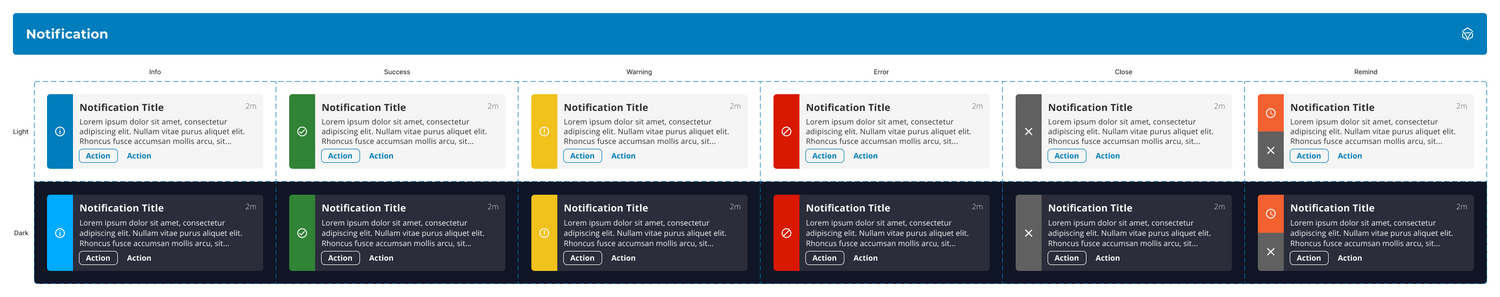 Notification
Info Success Warning Error Close Remind
Light
Notification Title 2m
Lorem ipsum dolor sit amet, consectetur
adipiscing elit. Nullam vitae purus aliquet elit.
Rhoncus fusce accumsan mollis arcu, sit...
Action Action
Notification Title 2m
Lorem ipsum dolor sit amet, consectetur
adipiscing elit. Nullam vitae purus aliquet elit.
Rhoncus fusce accumsan mollis arcu, sit...
Action Action
Notification Title 2m
Lorem ipsum dolor sit amet, consectetur
adipiscing elit. Nullam vitae purus aliquet elit.
Rhoncus fusce accumsan mollis arcu, sit...
Action Action
Notification Title 2m
Lorem ipsum dolor sit amet, consectetur
adipiscing elit. Nullam vitae purus aliquet elit.
Rhoncus fusce accumsan mollis arcu, sit...
Action Action
Notification Title 2m
Lorem ipsum dolor sit amet, consectetur
adipiscing elit. Nullam vitae purus aliquet elit.
Rhoncus fusce accumsan mollis arcu, sit...
Action Action
Notification Title 2m
Lorem ipsum dolor sit amet, consectetur
adipiscing elit. Nullam vitae purus aliquet elit.
Rhoncus fusce accumsan mollis arcu, sit...
Action Action
Dark
Notification Title 2m
Lorem ipsum dolor sit amet, consectetur
adipiscing elit. Nullam vitae purus aliquet elit.
Rhoncus fusce accumsan mollis arcu, sit...
Action Action
Notification Title 2m
Lorem ipsum dolor sit amet, consectetur
adipiscing elit. Nullam vitae purus aliquet elit.
Rhoncus fusce accumsan mollis arcu, sit...
Action Action
Notification Title 2m
Lorem ipsum dolor sit amet, consectetur
adipiscing elit. Nullam vitae purus aliquet elit.
Rhoncus fusce accumsan mollis arcu, sit...
Action Action
Notification Title 2m
Lorem ipsum dolor sit amet, consectetur
adipiscing elit. Nullam vitae purus aliquet elit.
Rhoncus fusce accumsan mollis arcu, sit...
Action Action
Notification Title 2m
Lorem ipsum dolor sit amet, consectetur
adipiscing elit. Nullam vitae purus aliquet elit.
Rhoncus fusce accumsan mollis arcu, sit...
Action Action
Notification Title 2m
Lorem ipsum dolor sit amet, consectetur
adipiscing elit. Nullam vitae purus aliquet elit.
Rhoncus fusce accumsan mollis arcu, sit...
Action Action